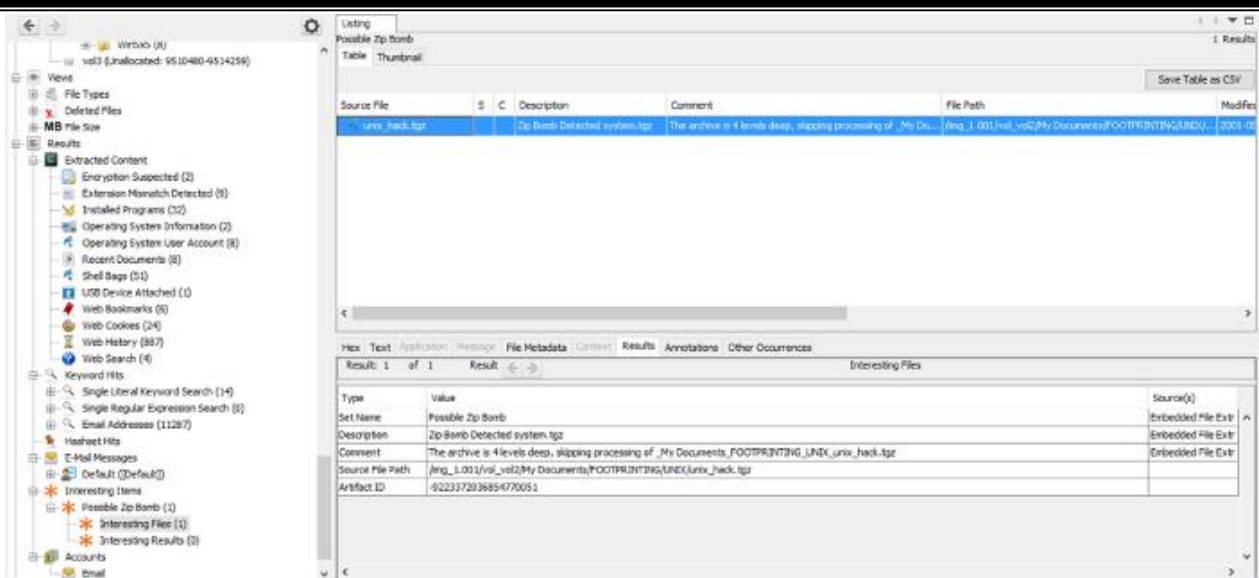 Win5x5 (8)
vol3 (Unallocated: 9510480-9514259)
Views
File Types
Deleted Files
MB File Size
Results
Extracted Content
Encryption Suspected (2)
Extension Mismatch Detected (9)
Installed Programs (32)
Operating System Information (2)
Operating System User Account (8)
Recent Documents (8)
Shell Bags (51)
USB Device Attached (1)
Web Bookmarks (6)
Web Cookies (24)
Web History (887)
Web Search (4)
Keyword Hits
Single Literal Keyword Search (14)
Single Regular Expression Search (0)
Email Addresses (11287)
Hashset Hits
E-Mail Messages
Default ([Default])
Interesting Items
Possible Zip Bomb (1)
Interesting Files (1)
Interesting Results (0)
Accounts
Email
Listing
Possible Zip Bomb
1 Results
Table Thumbnail
Save Table as CSV
Source File S C Description Comment File Path Modified
unix_hack.tgz Zip Bomb Detected system.tgz The archive is 4 levels deep, skipping processing of _My Do... /img_1.001/vol_vol2/My Documents/FOOTPRINTING/UNIX/... 2001-0
Hex Text Application Message File Metadata Context Results Annotations Other Occurrences
Result: 1 of 1 Result Interesting Files
Type Value Source(s)
Set Name Possible Zip Bomb Embedded File Extr
Description Zip Bomb Detected system.tgz Embedded File Extr
Comment The archive is 4 levels deep, skipping processing of _My Documents_FOOTPRINTING_UNIX_unix_hack.tgz Embedded File Extr
Source File Path /img_1.001/vol_vol2/My Documents/FOOTPRINTING/UNIX/unix_hack.tgz
Artifact ID -9223372036854770051